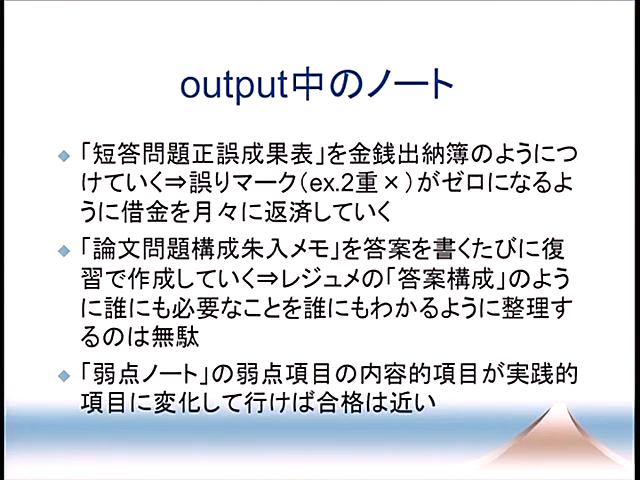 output中のノート
「短答問題正誤成果表」を金銭出納簿のようにつ
けていく⇒誤りマーク（ex.2重×）がゼロになるよ
うに借金を月々に返済していく
「論文問題構成朱入メモ」を答案を書くたびに復
習で作成していく⇒レジュメの「答案構成」のよう
に誰にも必要なことを誰にもわかるように整理す
るのは無駄
「弱点ノート」の弱点項目の内容的項目が実践的
項目に変化して行けば合格は近い